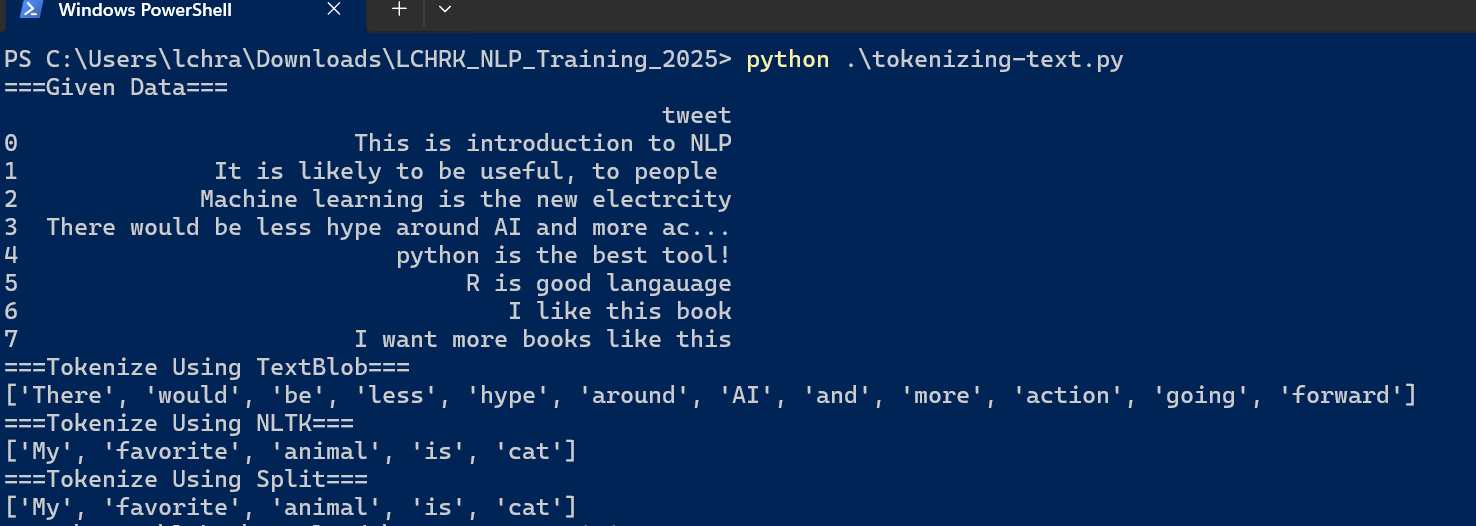 Windows PowerShell
PS C:\Users\lchra\Downloads\LCHRK_NLP_Training_2025> python .\tokenizing-text.py
===Given Data===
tweet
0 This is introduction to NLP
1 It is likely to be useful, to people
2 Machine learning is the new electrcity
3 There would be less hype around AI and more ac...
4 python is the best tool!
5 R is good langauage
6 I like this book
7 I want more books like this
===Tokenize Using TextBlob===
['There', 'would', 'be', 'less', 'hype', 'around', 'AI', 'and', 'more', 'action', 'going', 'forward']
===Tokenize Using NLTK===
['My', 'favorite', 'animal', 'is', 'cat']
===Tokenize Using Split===
['My', 'favorite', 'animal', 'is', 'cat']